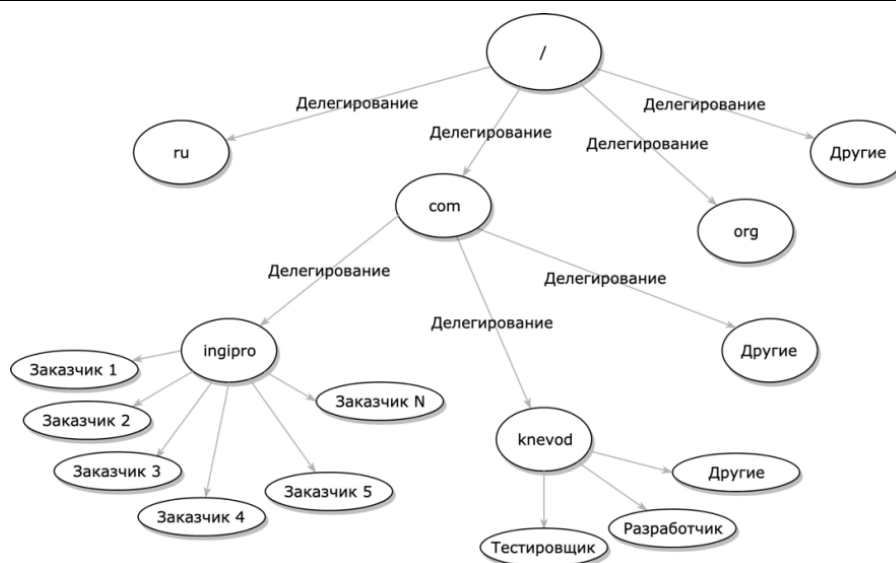 /
Делегирование
Делегирование
Делегирование
Делегирование
ru
Другие
com
org
Делегирование
Делегирование
Делегирование
ingipro
Другие
Заказчик 1
Заказчик 2
Заказчик 3
Заказчик 4
Заказчик 5
Заказчик N
knevod
Другие
Разработчик
Тестировщик